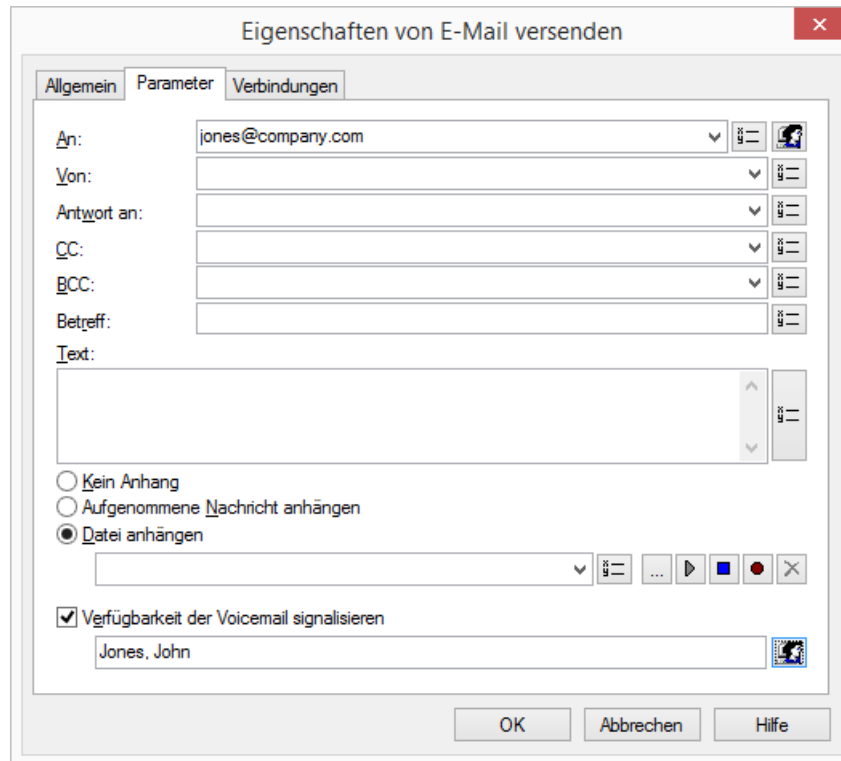 Eigenschaften von E-Mail versenden
Allgemein Parameter Verbindungen
An: jones@company.com
Von:
Antwort an:
CC:
BCC:
Betreff:
Text:
Kein Anhang
Aufgenommene Nachricht anhängen
Datei anhängen
...
Verfügbarkeit der Voicemail signalisieren
Jones, John
OK Abbrechen Hilfe